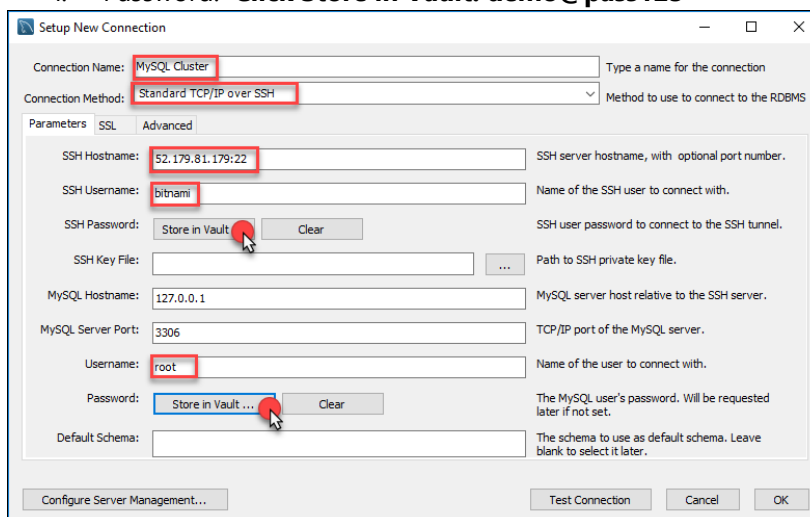 Setup New Connection
Connection Name: MySQL Cluster Type a name for the connection
Connection Method: Standard TCP/IP over SSH Method to use to connect to the RDBMS
Parameters SSL Advanced
SSH Hostname: 52.179.81.179:22 SSH server hostname, with optional port number.
SSH Username: bitnami Name of the SSH user to connect with.
SSH Password: Store in Vault Clear SSH user password to connect to the SSH tunnel.
SSH Key File: ... Path to SSH private key file.
MySQL Hostname: 127.0.0.1 MySQL server host relative to the SSH server.
MySQL Server Port: 3306 TCP/IP port of the MySQL server.
Username: root Name of the user to connect with.
Password: Store in Vault ... Clear The MySQL user's password. Will be requested
later if not set.
Default Schema: The schema to use as default schema. Leave
blank to select it later.
Configure Server Management... Test Connection Cancel OK